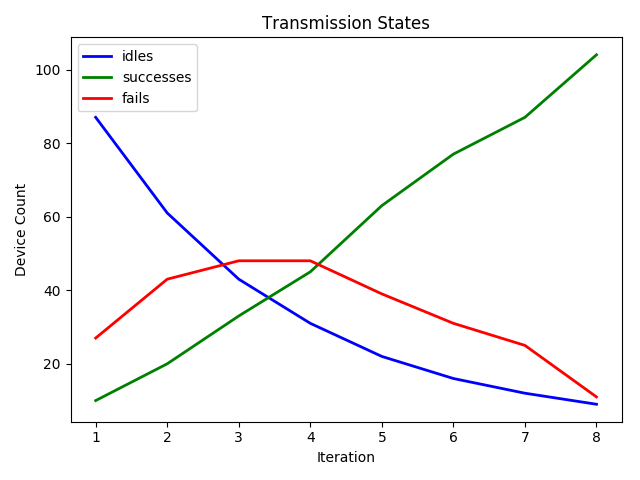 Transmission States
idles
successes
fails
100
80
60
40
20
Device Count
1 2 3 4 5 6 7 8
Iteration